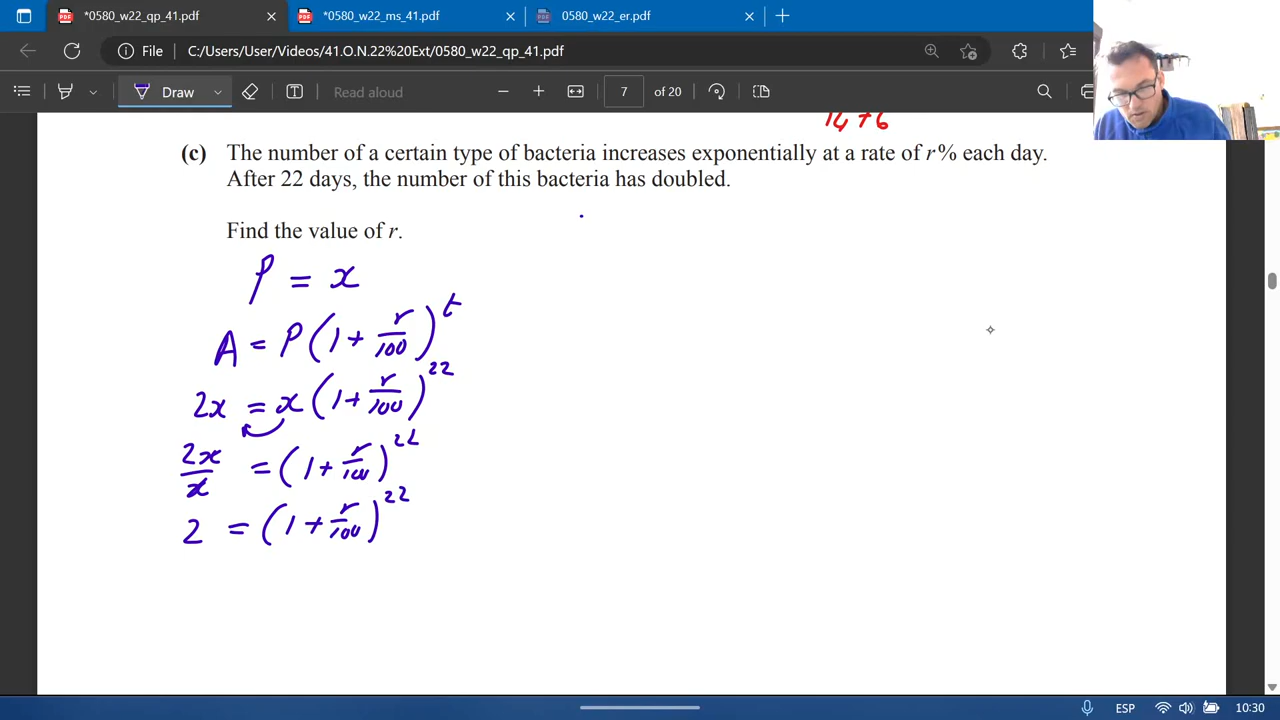 *0580_w22_qp_41.pdf
*0580_w22_ms_41.pdf
0580_w22_er.pdf
File
C:/Users/User/Videos/41.O.N.22%20Ext/0580_w22_qp_41.pdf
Draw
Read aloud
7 of 20
14 + 6
(c) The number of a certain type of bacteria increases exponentially at a rate of r% each day.
After 22 days, the number of this bacteria has doubled.
Find the value of r.
P = x
A = P(1 + r/100)^t
2x = x(1 + r/100)^22
2x/x = (1 + r/100)^22
2 = (1 + r/100)^22
ESP
10:30